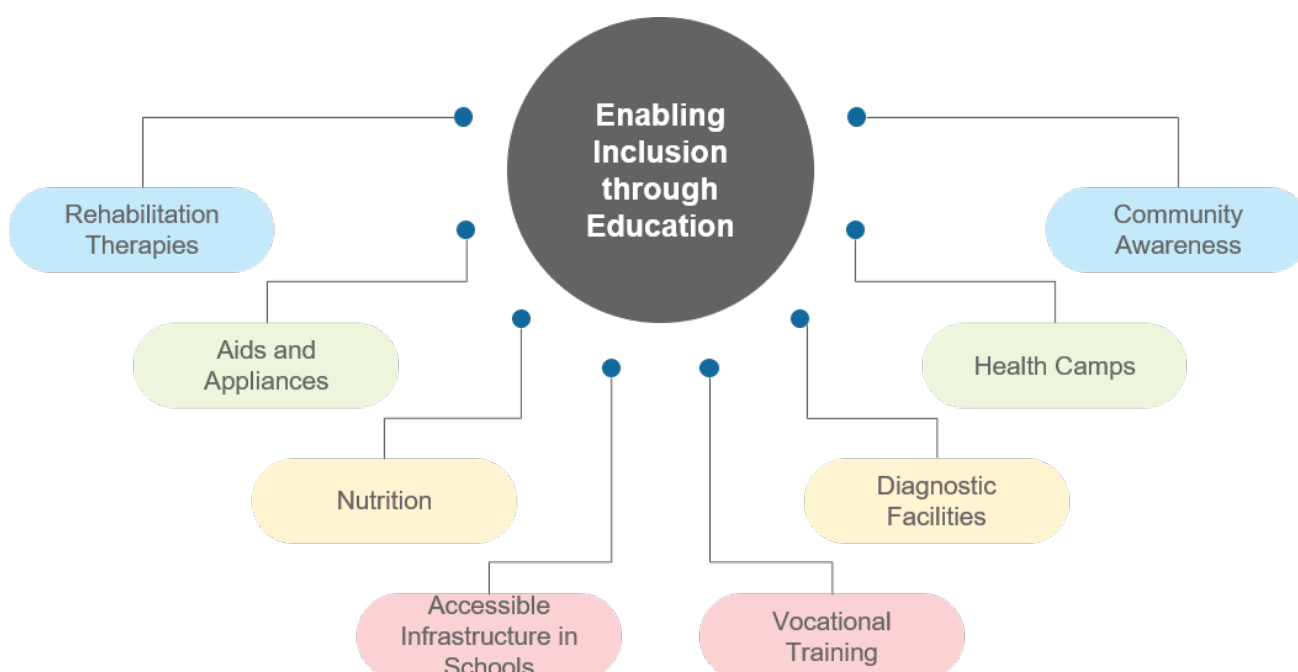 Enabling
Inclusion
through
Education
Rehabilitation
Therapies
Community
Awareness
Aids and
Appliances
Health Camps
Nutrition
Diagnostic
Facilities
Accessible
Infrastructure in
Schools
Vocational
Training